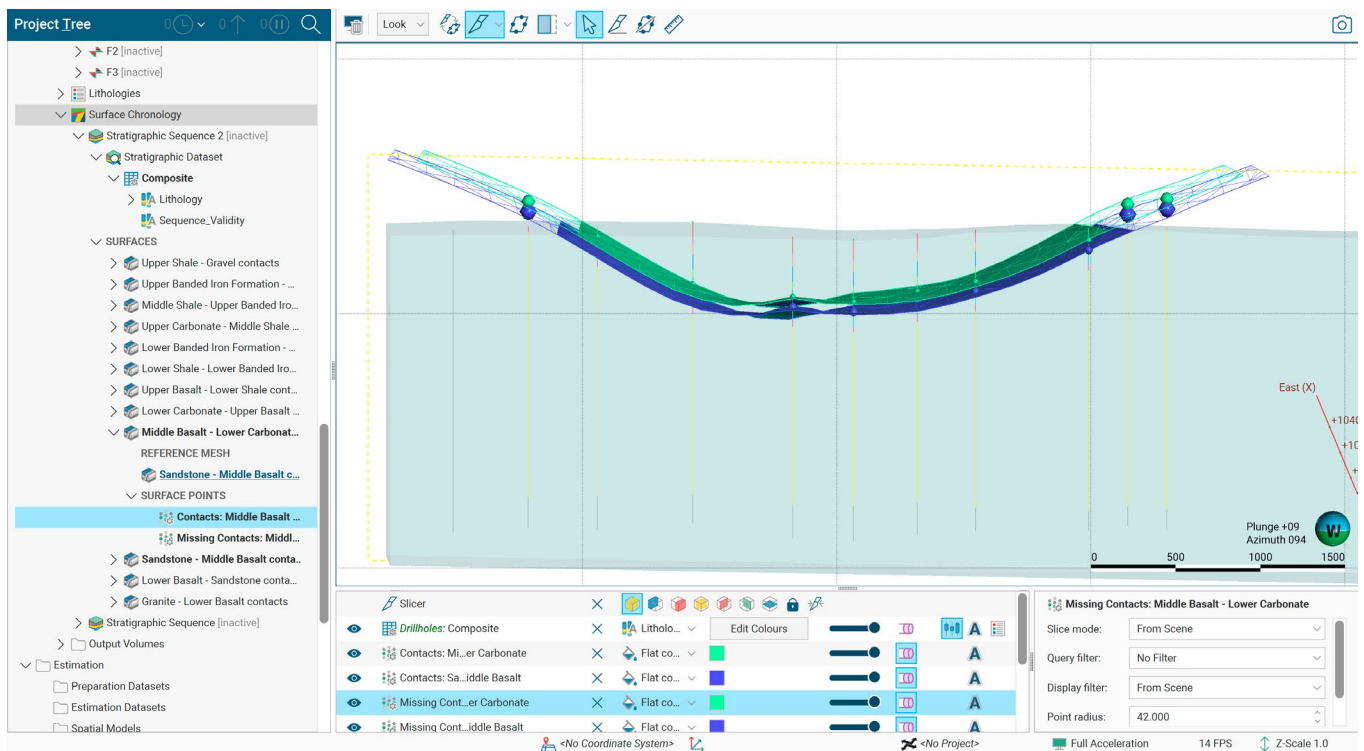 Project Tree
0
0
0
Look
F2 [inactive]
F3 [inactive]
Lithologies
Surface Chronology
Stratigraphic Sequence 2 [inactive]
Stratigraphic Dataset
Composite
Lithology
Sequence_Validity
SURFACES
Upper Shale - Gravel contacts
Upper Banded Iron Formation - ...
Middle Shale - Upper Banded Iro...
Upper Carbonate - Middle Shale ...
Lower Banded Iron Formation - ...
Lower Shale - Lower Banded Iro...
Upper Basalt - Lower Shale cont...
Lower Carbonate - Upper Basalt ...
Middle Basalt - Lower Carbonat...
REFERENCE MESH
Sandstone - Middle Basalt c...
SURFACE POINTS
Contacts: Middle Basalt ...
Missing Contacts: Middl...
Sandstone - Middle Basalt conta..
Lower Basalt - Sandstone conta...
Granite - Lower Basalt contacts
Stratigraphic Sequence [inactive]
Output Volumes
Estimation
Preparation Datasets
Estimation Datasets
Spatial Models
East (X)
+1040
+10
+
W
Plunge +09
Azimuth 094
0 500 1000 1500
Slicer
Drillholes: Composite Litholo... Edit Colours A
Contacts: Mi...er Carbonate Flat co... A
Contacts: Sa...iddle Basalt Flat co... A
Missing Cont...er Carbonate Flat co... A
Missing Cont...iddle Basalt Flat co... A
Missing Contacts: Middle Basalt - Lower Carbonate
Slice mode: From Scene
Query filter: No Filter
Display filter: From Scene
Point radius: 42.000
<No Coordinate System> <No Project> Full Acceleration 14 FPS Z-Scale 1.0